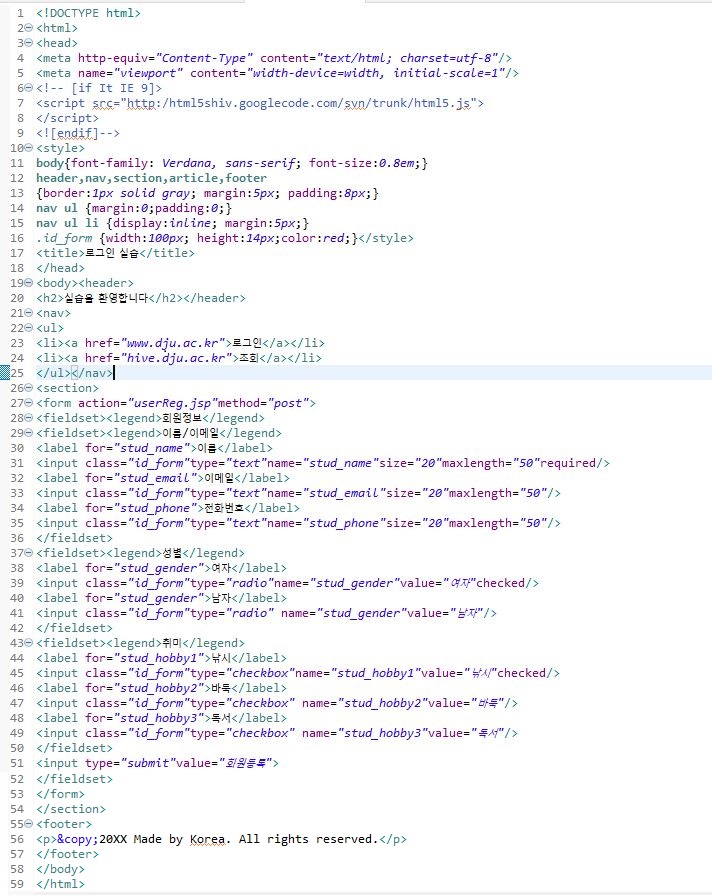 1 <!DOCTYPE html>
2 <html>
3 <head>
4 <meta http-equiv="Content-Type" content="text/html; charset=utf-8"/>
5 <meta name="viewport" content="width-device=width, initial-scale=1"/>
6 <!-- [if It IE 9]>
7 <script src="http:/html5shiv.googlecode.com/svn/trunk/html5.js">
8 </script>
9 <![endif]-->
10 <style>
11 body{font-family: Verdana, sans-serif; font-size:0.8em;}
12 header,nav,section,article,footer
13 {border:1px solid gray; margin:5px; padding:8px;}
14 nav ul {margin:0;padding:0;}
15 nav ul li {display:inline; margin:5px;}
16 .id_form {width:100px; height:14px;color:red;}</style>
17 <title>로그인 실습</title>
18 </head>
19 <body><header>
20 <h2>실습을 환영합니다</h2></header>
21 <nav>
22 <ul>
23 <li><a href="www.dju.ac.kr">로그인</a></li>
24 <li><a href="hive.dju.ac.kr">조회</a></li>
25 </ul></nav>
26 <section>
27 <form action="userReg.jsp"method="post">
28 <fieldset><legend>회원정보</legend>
29 <fieldset><legend>이름/이메일</legend>
30 <label for="stud_name">이름</label>
31 <input class="id_form"type="text"name="stud_name"size="20"maxlength="50"required/>
32 <label for="stud_email">이메일</label>
33 <input class="id_form"type="text"name="stud_email"size="20"maxlength="50"/>
34 <label for="stud_phone">전화번호</label>
35 <input class="id_form"type="text"name="stud_phone"size="20"maxlength="50"/>
36 </fieldset>
37 <fieldset><legend>성별</legend>
38 <label for="stud_gender">여자</label>
39 <input class="id_form"type="radio"name="stud_gender"value="여자"checked/>
40 <label for="stud_gender">남자</label>
41 <input class="id_form"type="radio" name="stud_gender"value="남자"/>
42 </fieldset>
43 <fieldset><legend>취미</legend>
44 <label for="stud_hobby1">낚시</label>
45 <input class="id_form"type="checkbox"name="stud_hobby1"value="낚시"checked/>
46 <label for="stud_hobby2">바둑</label>
47 <input class="id_form"type="checkbox" name="stud_hobby2"value="바둑"/>
48 <label for="stud_hobby3">독서</label>
49 <input class="id_form"type="checkbox" name="stud_hobby3"value="독서"/>
50 </fieldset>
51 <input type="submit"value="회원등록">
52 </fieldset>
53 </form>
54 </section>
55 <footer>
56 <p>&copy;20XX Made by Korea. All rights reserved.</p>
57 </footer>
58 </body>
59 </html>